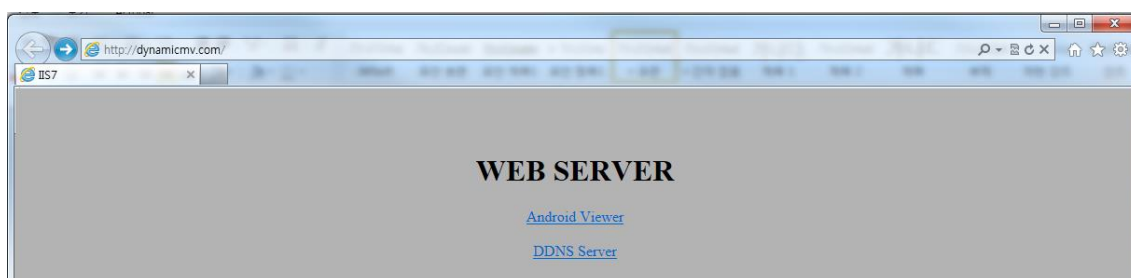 http://dynamicmv.com/
IIS7
WEB SERVER
Android Viewer
DDNS Server